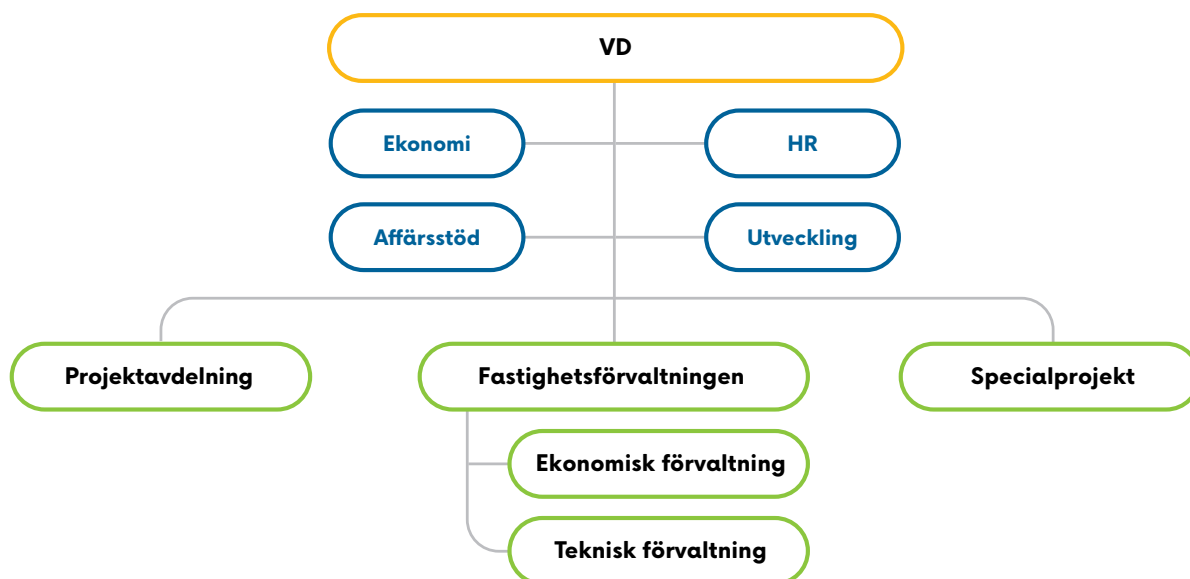 VD
Ekonomi
HR
Affärsstöd
Utveckling
Projektavdelning
Fastighetsförvaltningen
Specialprojekt
Ekonomisk förvaltning
Teknisk förvaltning